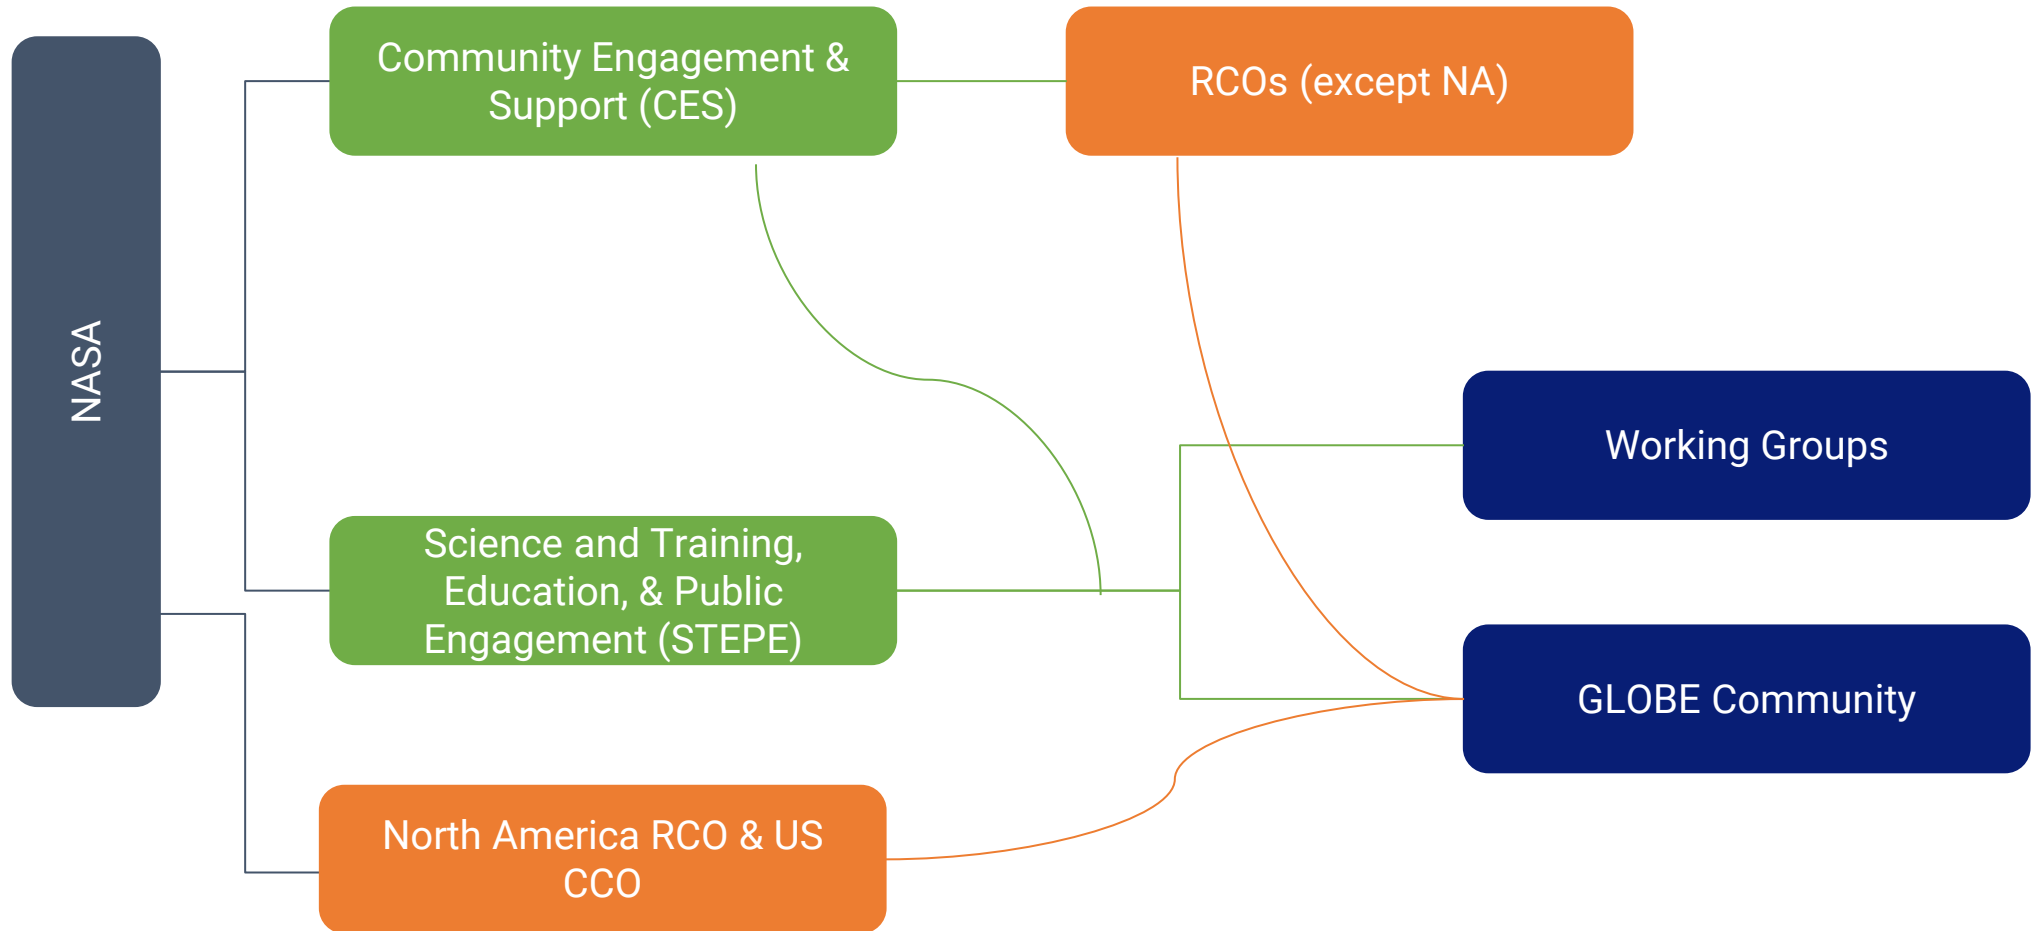 NASA
Community Engagement &
Support (CES)
RCOs (except NA)
Working Groups
Science and Training,
Education, & Public
Engagement (STEPE)
GLOBE Community
North America RCO & US
CCO